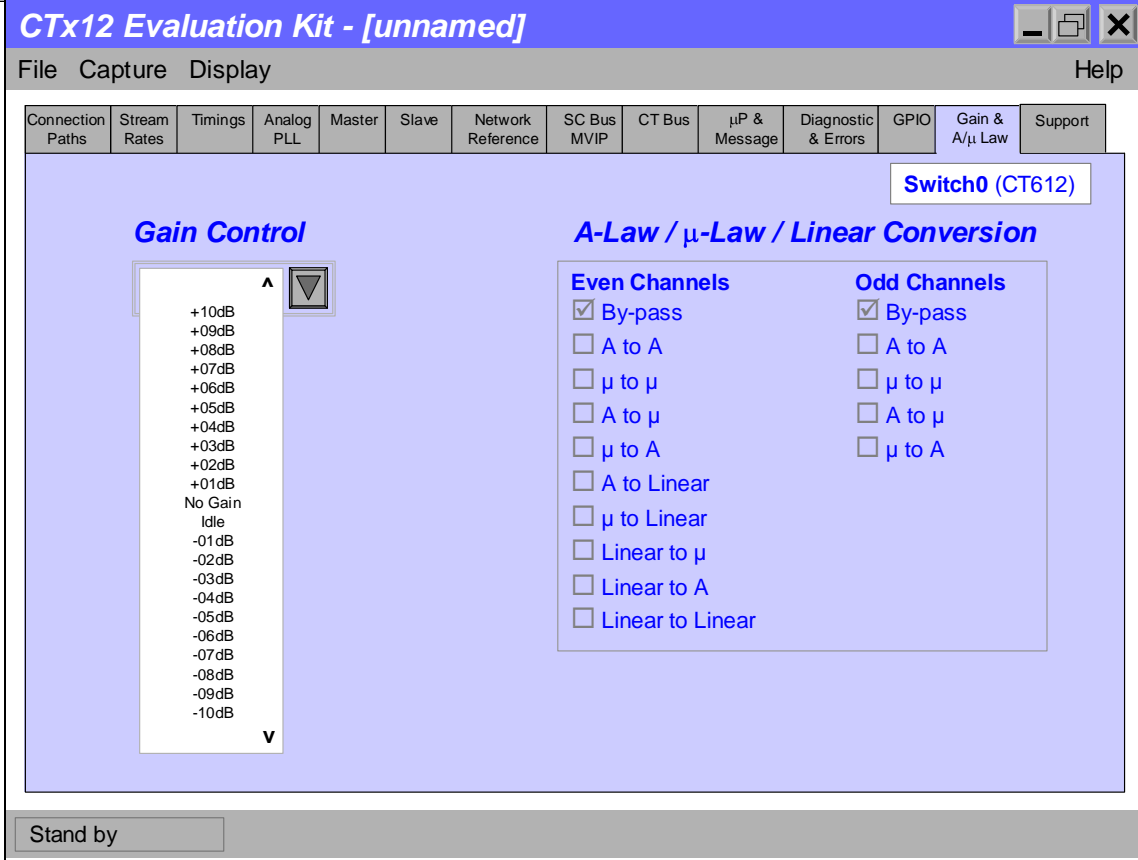 CTx12 Evaluation Kit - [unnamed]
File Capture Display Help
Connection Paths
Stream Rates
Timings
Analog PLL
Master
Slave
Network Reference
SC Bus MVIP
CT Bus
µP & Message
Diagnostic & Errors
GPIO
Gain & A/µ Law
Support
Switch0 (CT612)
Gain Control
^
+10dB
+09dB
+08dB
+07dB
+06dB
+05dB
+04dB
+03dB
+02dB
+01dB
No Gain
Idle
-01dB
-02dB
-03dB
-04dB
-05dB
-06dB
-07dB
-08dB
-09dB
-10dB
v
A-Law / µ-Law / Linear Conversion
Even Channels
By-pass
A to A
µ to µ
A to µ
µ to A
A to Linear
µ to Linear
Linear to µ
Linear to A
Linear to Linear
Odd Channels
By-pass
A to A
µ to µ
A to µ
µ to A
Stand by